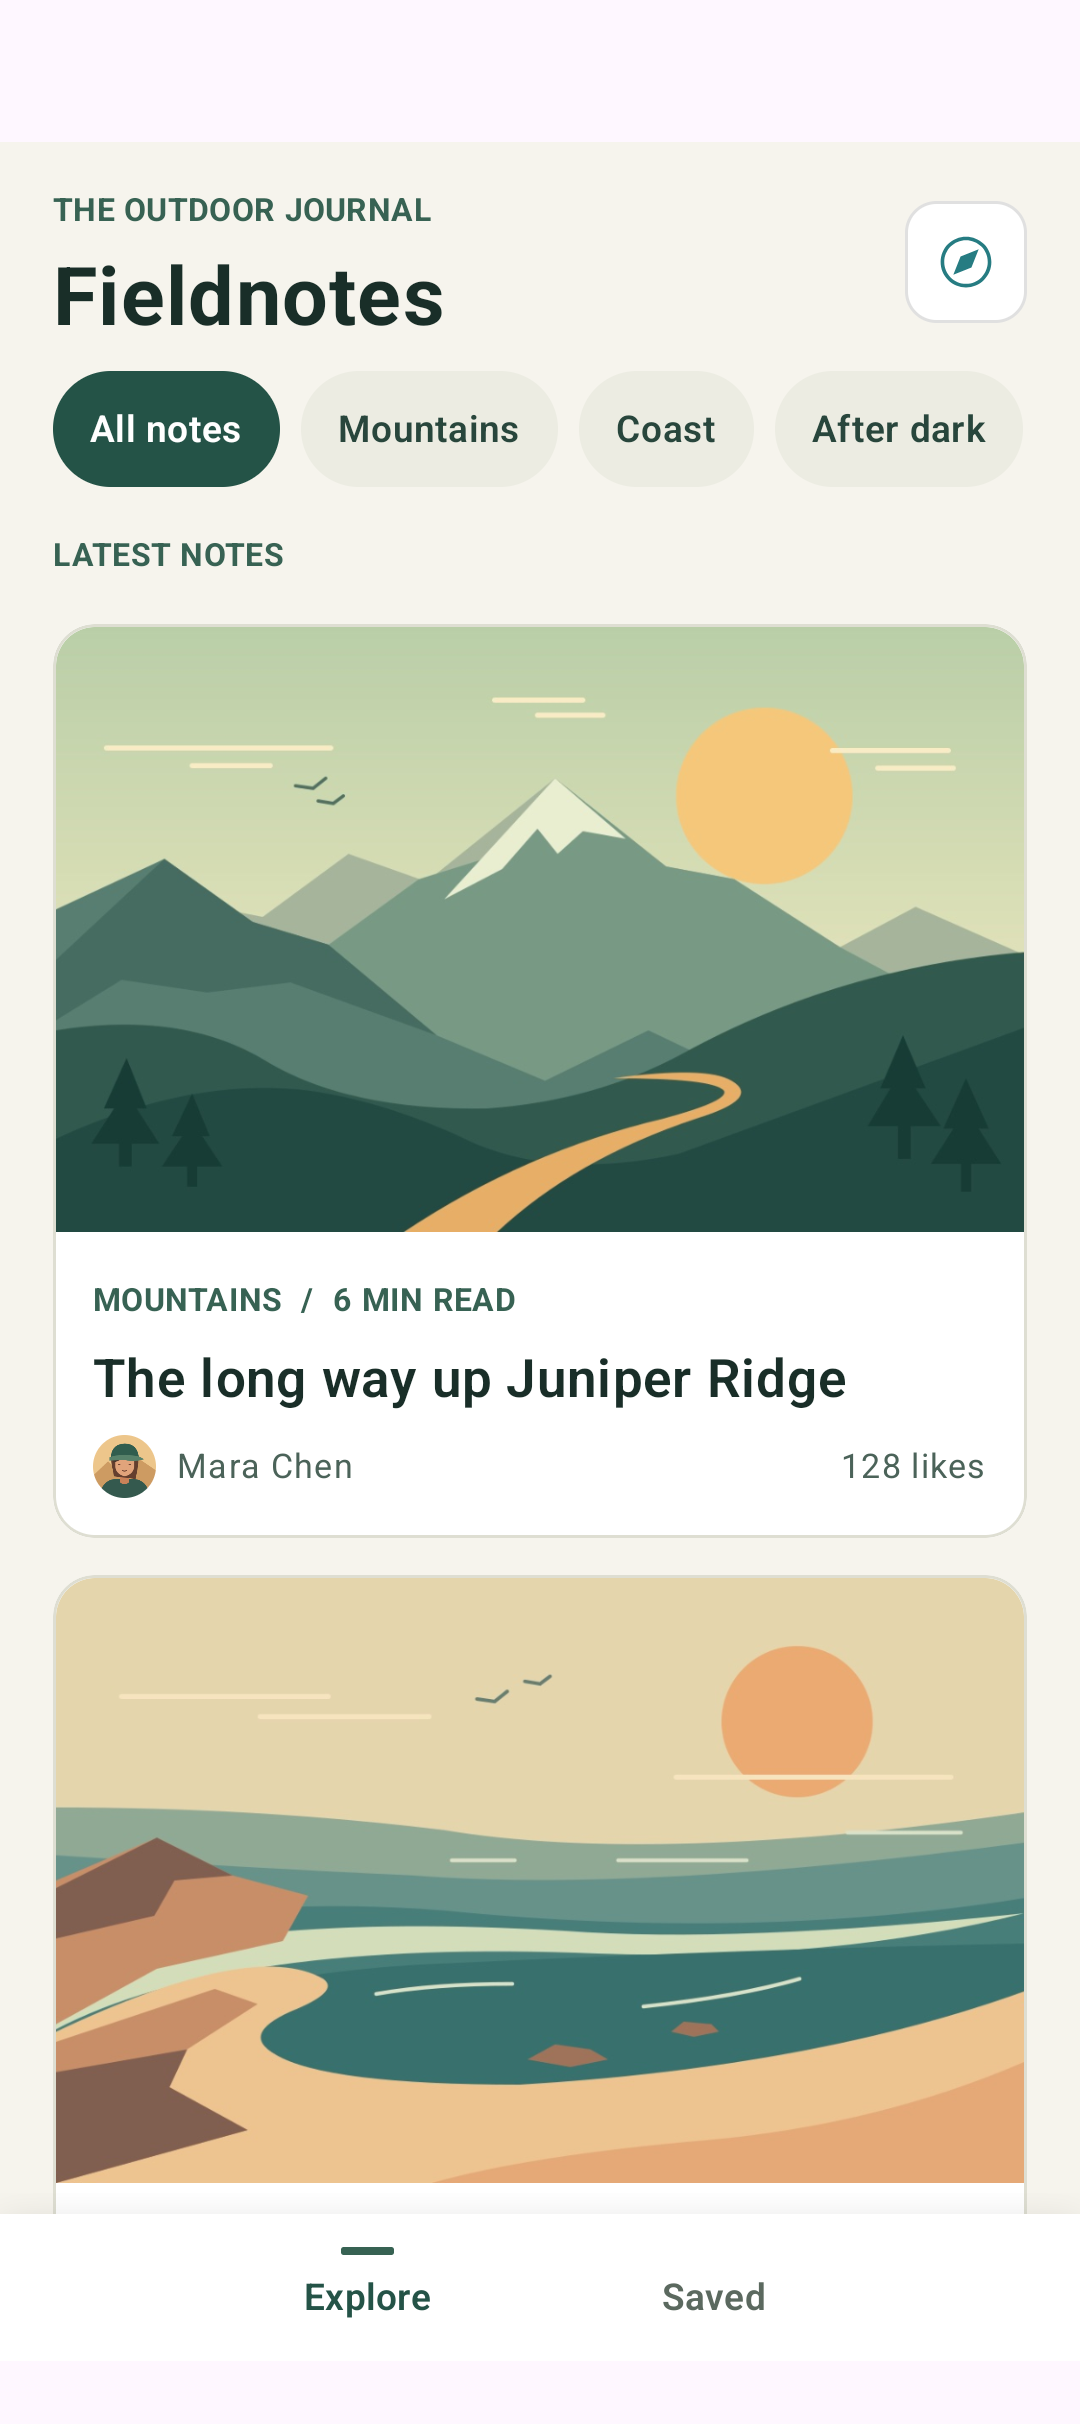 THE OUTDOOR JOURNAL
Fieldnotes
All notes
Mountains
Coast
After dark
LATEST NOTES
MOUNTAINS / 6 MIN READ
The long way up Juniper Ridge
Mara Chen
128 likes
Explore
Saved